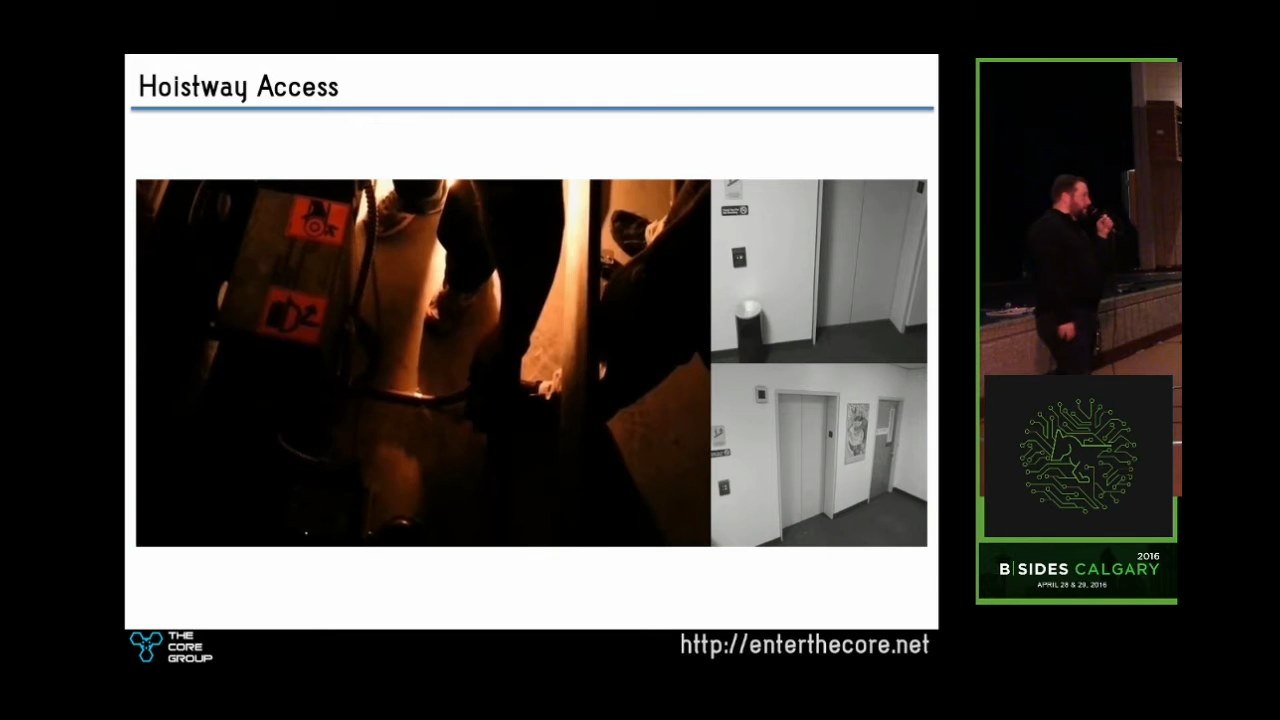 Hoistway Access
THE
CORE
GROUP
http://enterthecore.net
2016
B|SIDES CALGARY
APRIL 28 & 29, 2016